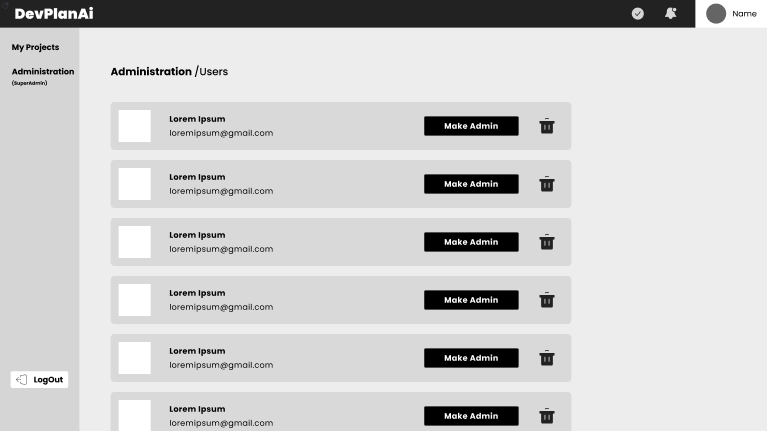 DevPlanAi
Name
My Projects
Administration
(SuperAdmin)
LogOut
Administration /Users
Lorem Ipsum
loremipsum@gmail.com
Make Admin
Lorem Ipsum
loremipsum@gmail.com
Make Admin
Lorem Ipsum
loremipsum@gmail.com
Make Admin
Lorem Ipsum
loremipsum@gmail.com
Make Admin
Lorem Ipsum
loremipsum@gmail.com
Make Admin
Lorem Ipsum
loremipsum@gmail.com
Make Admin